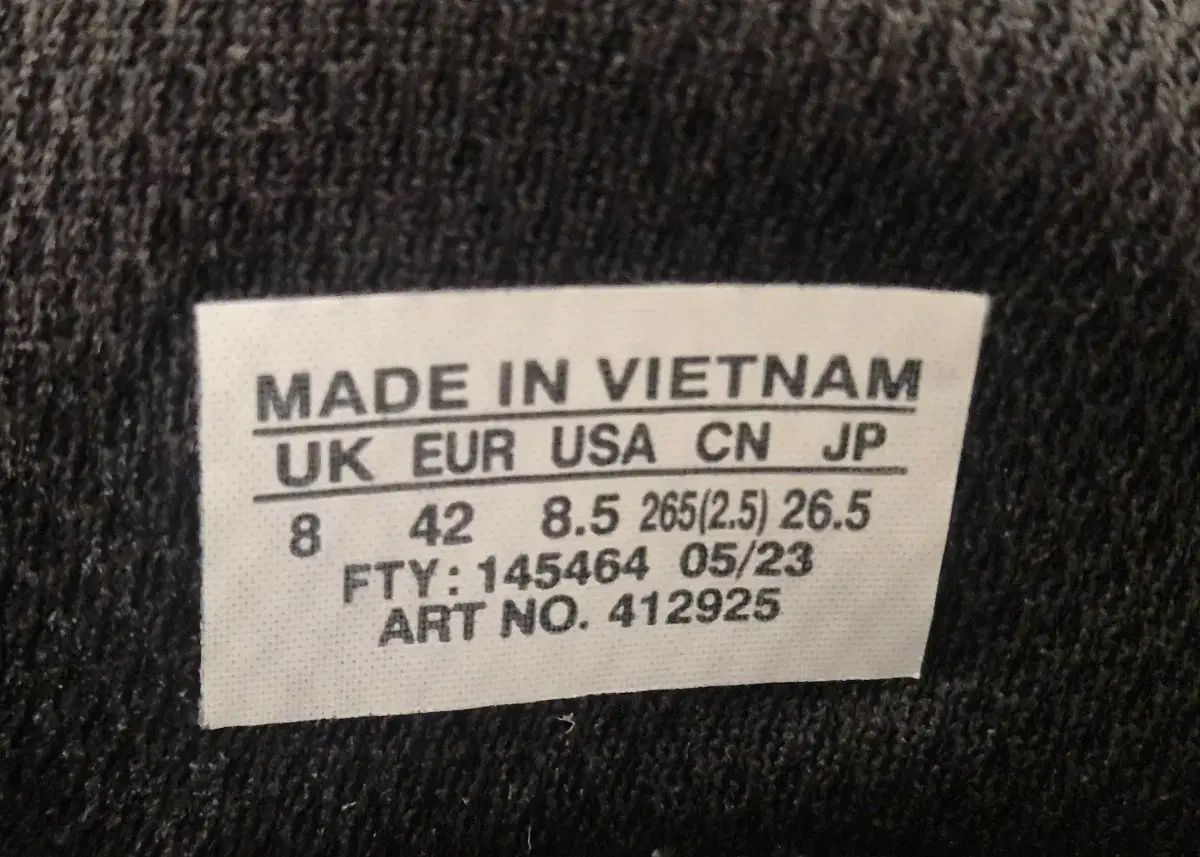 MADE IN VIETNAM
UK EUR USA CN JP
8 42 8.5 265(2.5) 26.5
FTY: 145464 05/23
ART NO. 412925